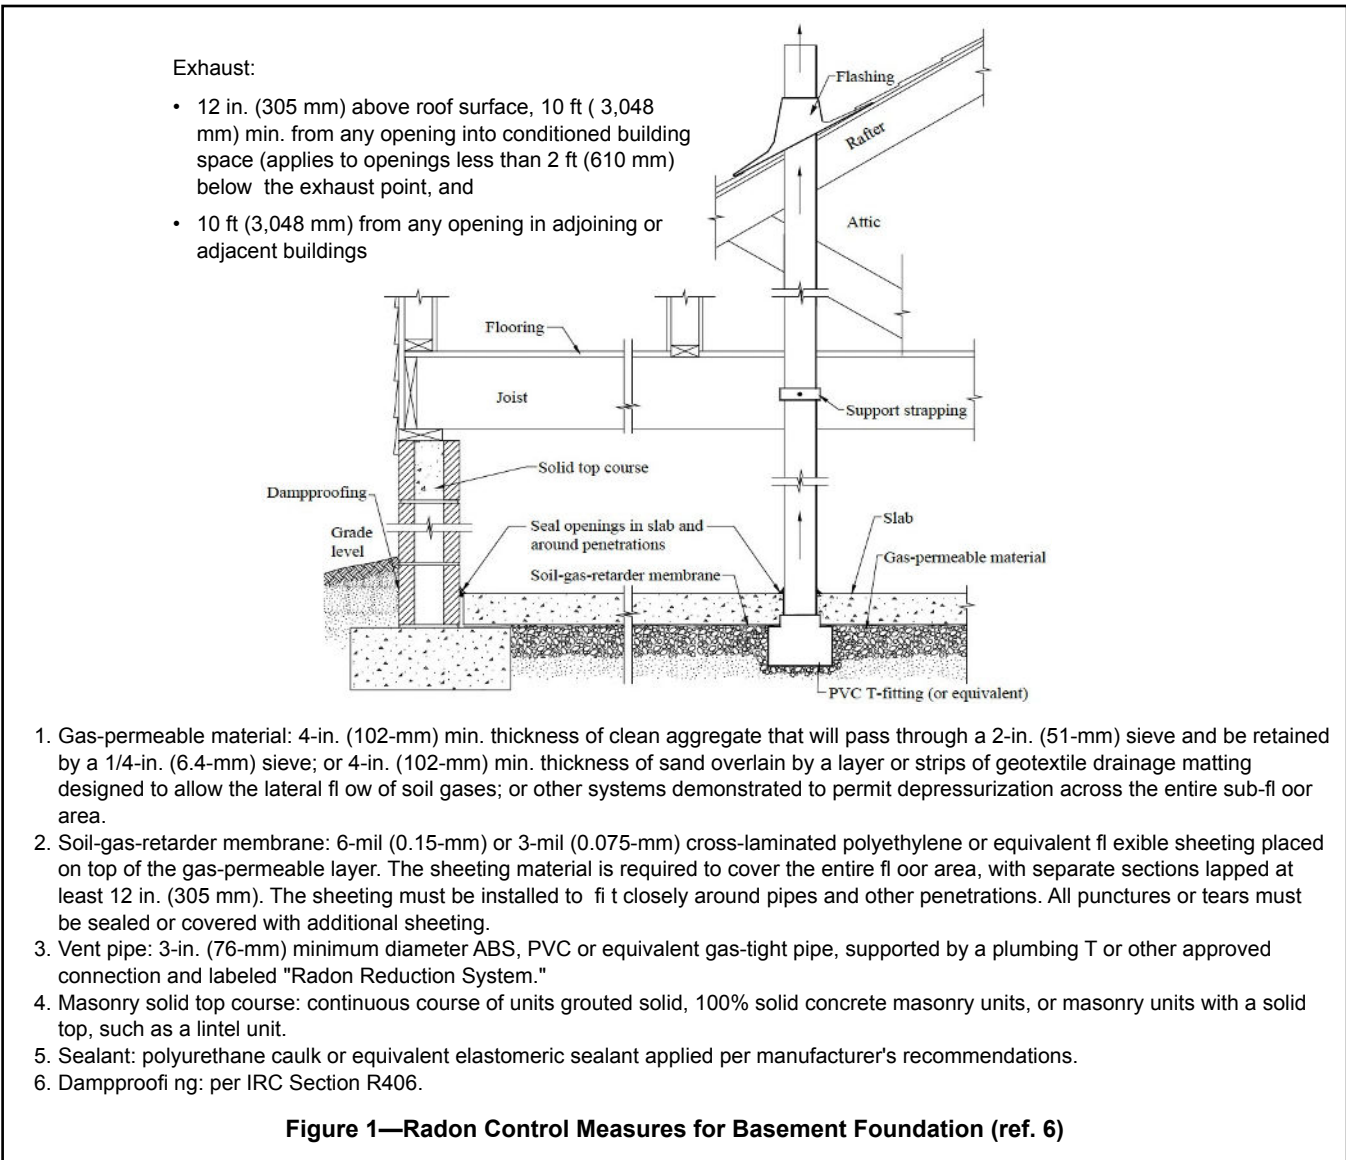 Exhaust:
• 12 in. (305 mm) above roof surface, 10 ft ( 3,048
mm) min. from any opening into conditioned building
space (applies to openings less than 2 ft (610 mm)
below the exhaust point, and
• 10 ft (3,048 mm) from any opening in adjoining or
adjacent buildings
Flashing
Rafter
Attic
Flooring
Joist
Support strapping
Solid top course
Dampproofing
Grade
level
Seal openings in slab and
around penetrations
Slab
Gas-permeable material
Soil-gas-retarder membrane
PVC T-fitting (or equivalent)
1. Gas-permeable material: 4-in. (102-mm) min. thickness of clean aggregate that will pass through a 2-in. (51-mm) sieve and be retained
by a 1/4-in. (6.4-mm) sieve; or 4-in. (102-mm) min. thickness of sand overlain by a layer or strips of geotextile drainage matting
designed to allow the lateral fl ow of soil gases; or other systems demonstrated to permit depressurization across the entire sub-fl oor
area.
2. Soil-gas-retarder membrane: 6-mil (0.15-mm) or 3-mil (0.075-mm) cross-laminated polyethylene or equivalent fl exible sheeting placed
on top of the gas-permeable layer. The sheeting material is required to cover the entire fl oor area, with separate sections lapped at
least 12 in. (305 mm). The sheeting must be installed to fi t closely around pipes and other penetrations. All punctures or tears must
be sealed or covered with additional sheeting.
3. Vent pipe: 3-in. (76-mm) minimum diameter ABS, PVC or equivalent gas-tight pipe, supported by a plumbing T or other approved
connection and labeled "Radon Reduction System."
4. Masonry solid top course: continuous course of units grouted solid, 100% solid concrete masonry units, or masonry units with a solid
top, such as a lintel unit.
5. Sealant: polyurethane caulk or equivalent elastomeric sealant applied per manufacturer's recommendations.
6. Dampproofi ng: per IRC Section R406.
Figure 1—Radon Control Measures for Basement Foundation (ref. 6)